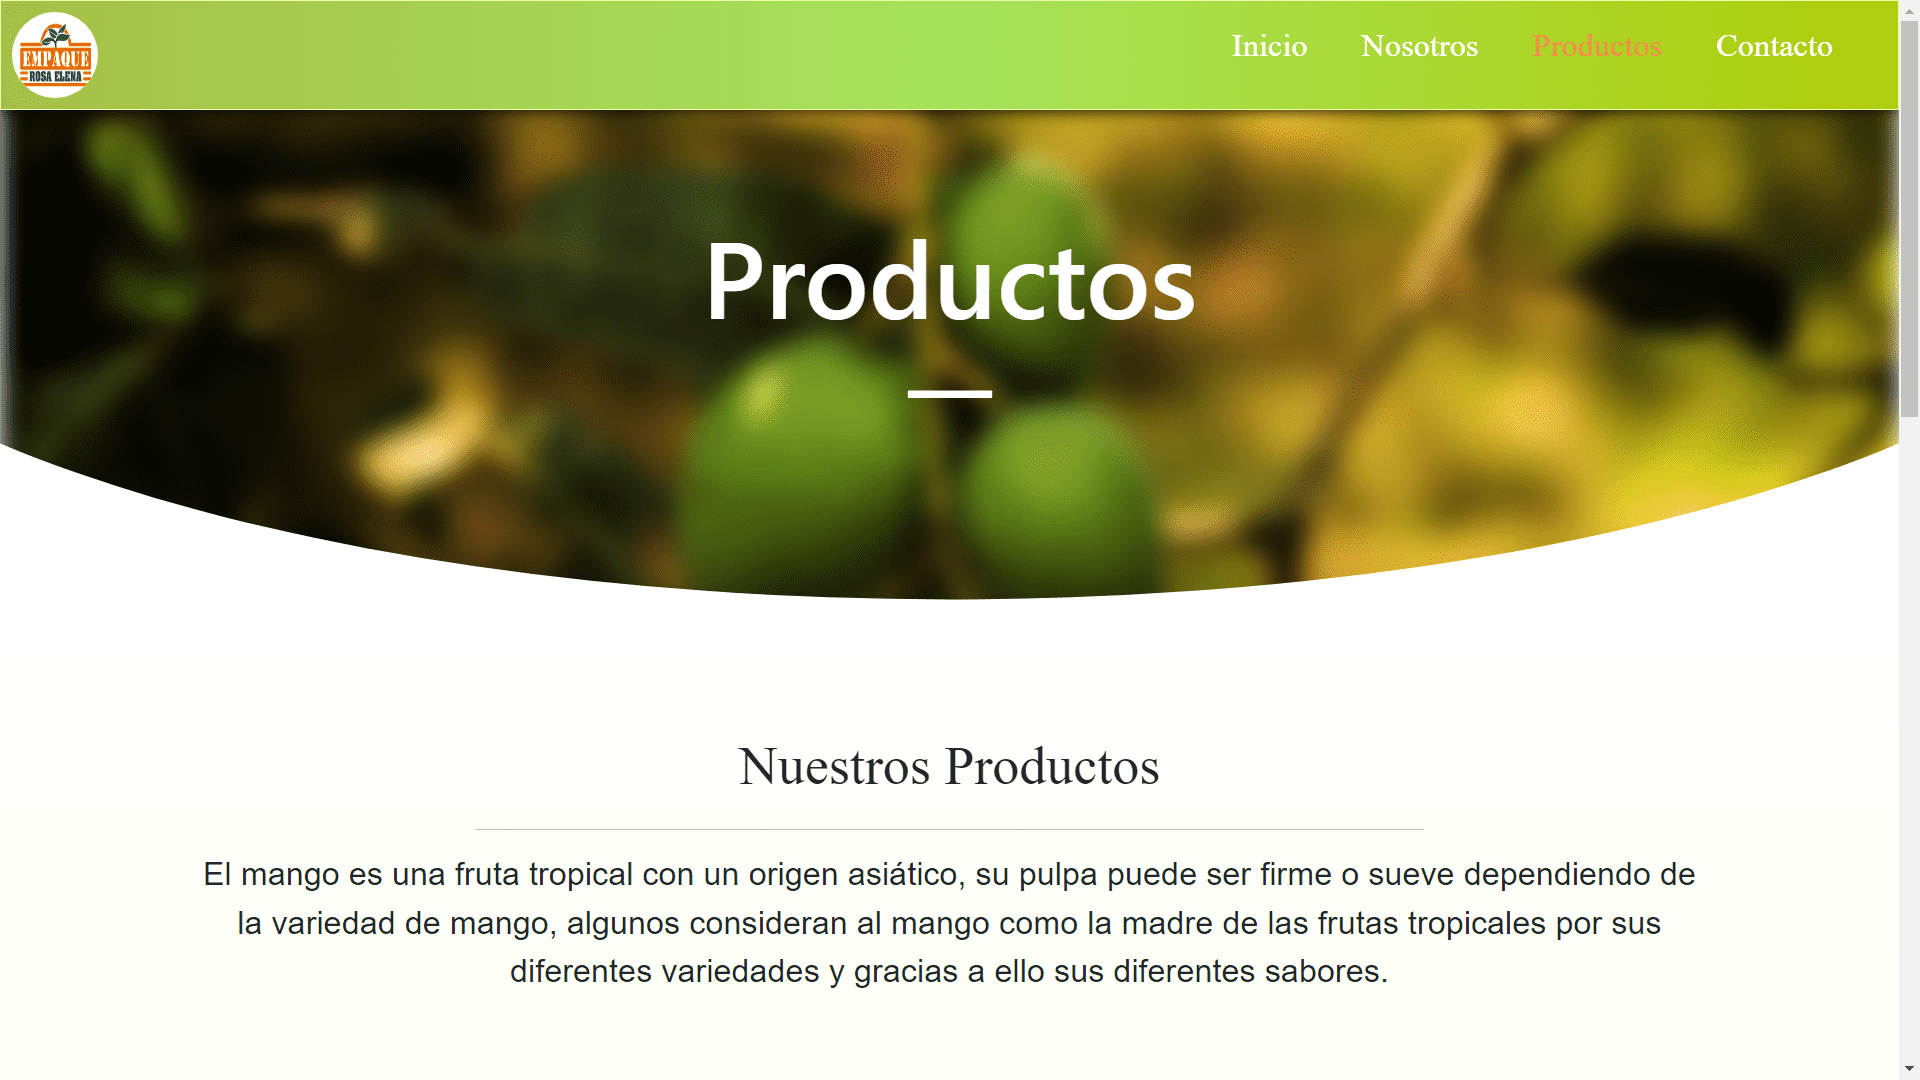 EMPAQUE
ROSA ELENA
Inicio
Nosotros
Productos
Contacto
Productos
Nuestros Productos
El mango es una fruta tropical con un origen asiático, su pulpa puede ser firme o sueve dependiendo de
la variedad de mango, algunos consideran al mango como la madre de las frutas tropicales por sus
diferentes variedades y gracias a ello sus diferentes sabores.